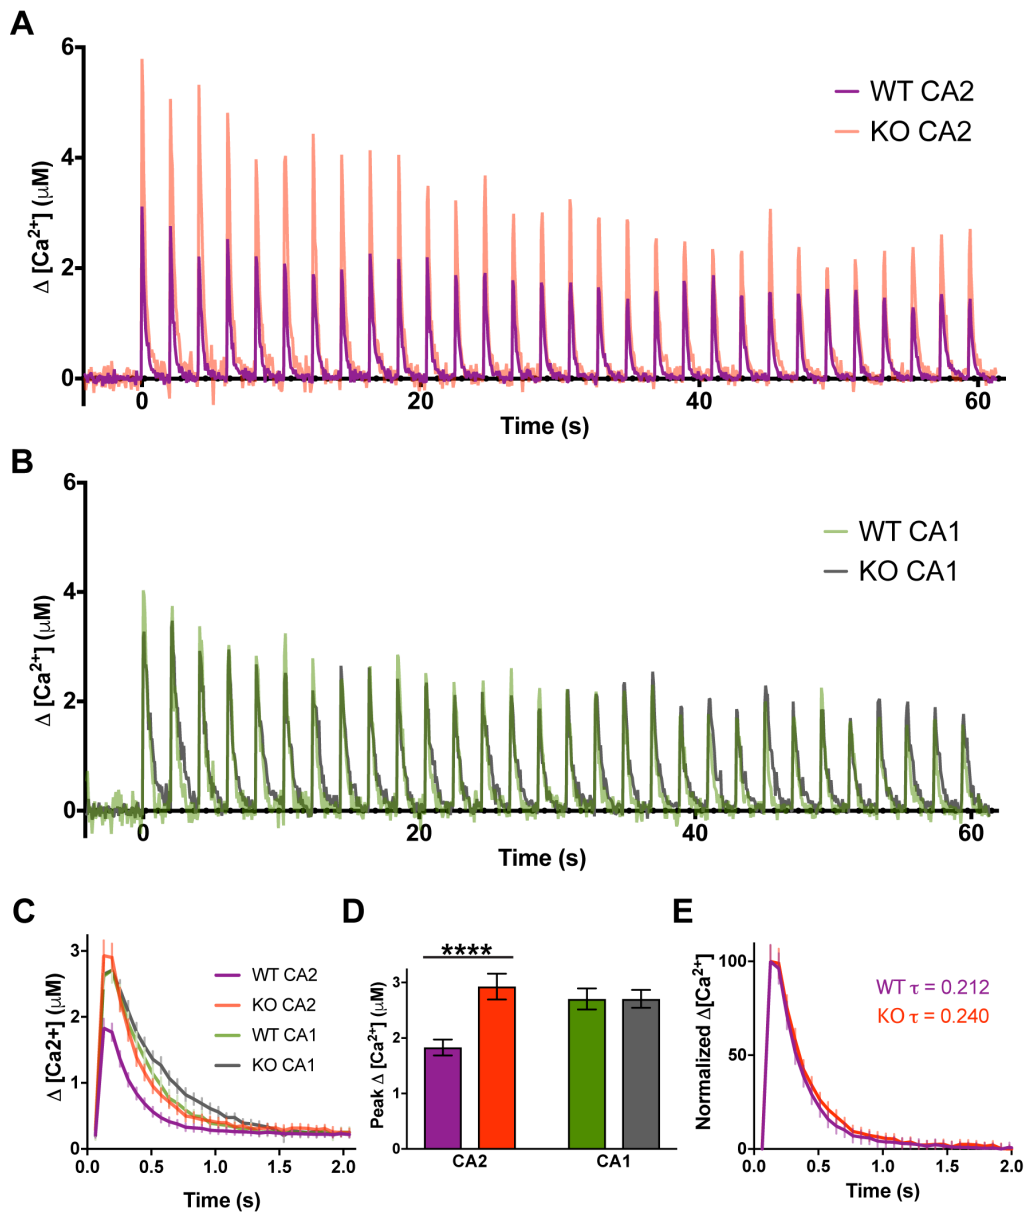 A
6
4
2
0
Δ [Ca2+] (μM)
WT CA2
KO CA2
0 20 40 60
Time (s)
B
6
4
2
0
Δ [Ca2+] (μM)
WT CA1
KO CA1
0 20 40 60
Time (s)
C
3
2
1
0
Δ [Ca2+] (μM)
WT CA2
KO CA2
WT CA1
KO CA1
0.0 0.5 1.0 1.5 2.0
Time (s)
D
****
3
2
1
0
Peak Δ [Ca2+] (μM)
CA2 CA1
E
100
50
0
Normalized Δ[Ca2+]
WT τ = 0.212
KO τ = 0.240
0.0 0.5 1.0 1.5 2.0
Time (s)